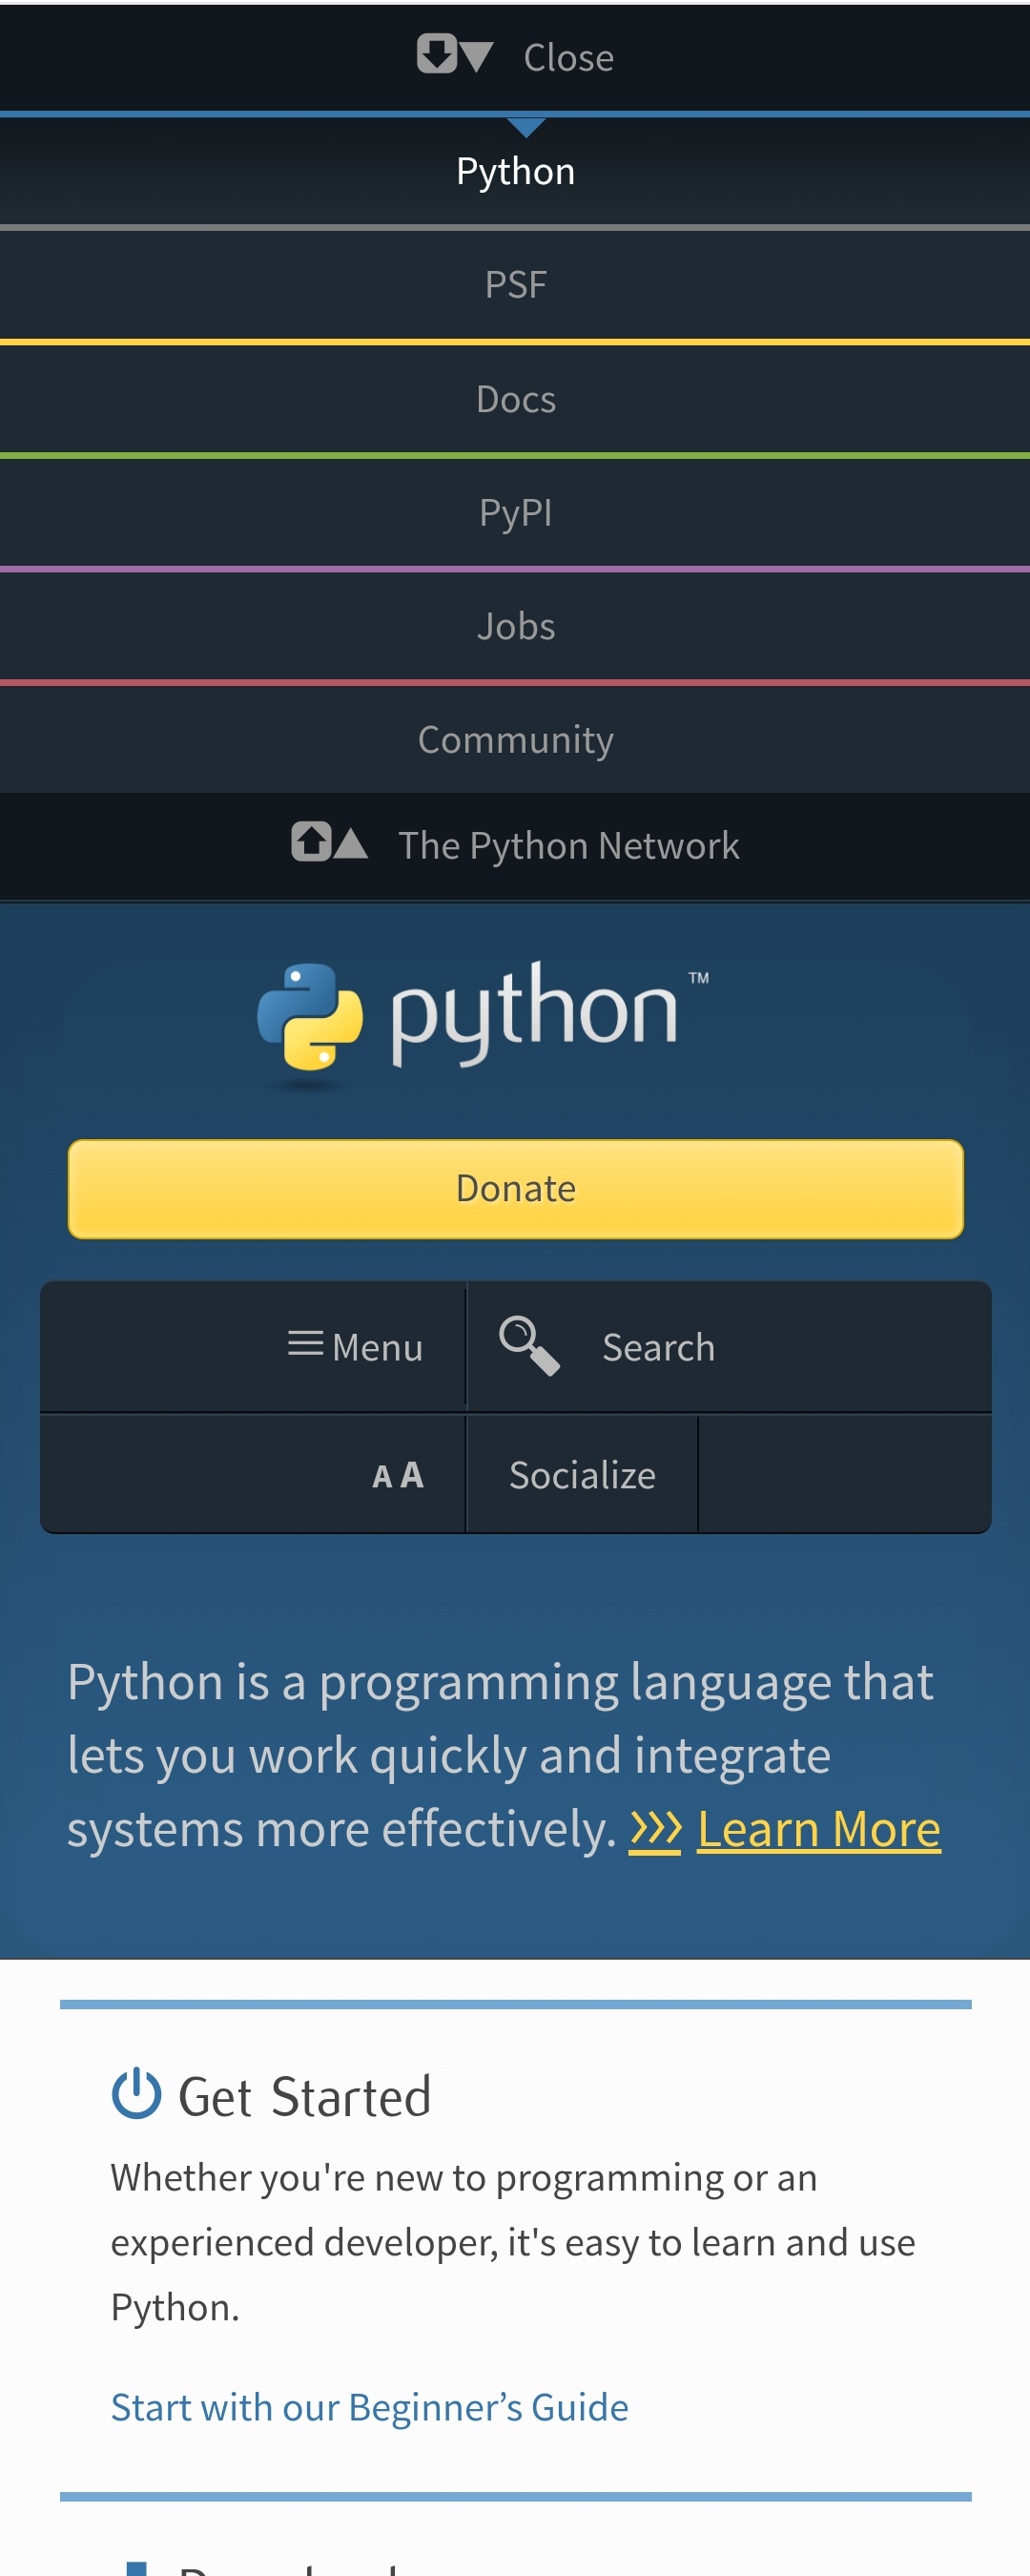 Close
Python
PSF
Docs
PyPI
Jobs
Community
The Python Network
python™
Donate
Menu
Search
A A
Socialize
Python is a programming language that
lets you work quickly and integrate
systems more effectively. >>> Learn More
Get Started
Whether you're new to programming or an
experienced developer, it's easy to learn and use
Python.
Start with our Beginner’s Guide